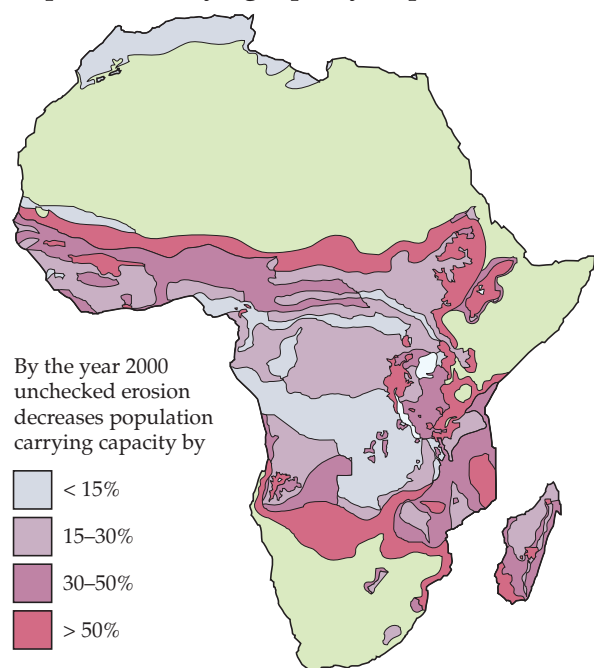 By the year 2000
unchecked erosion
decreases population
carrying capacity by
< 15%
15–30%
30–50%
> 50%